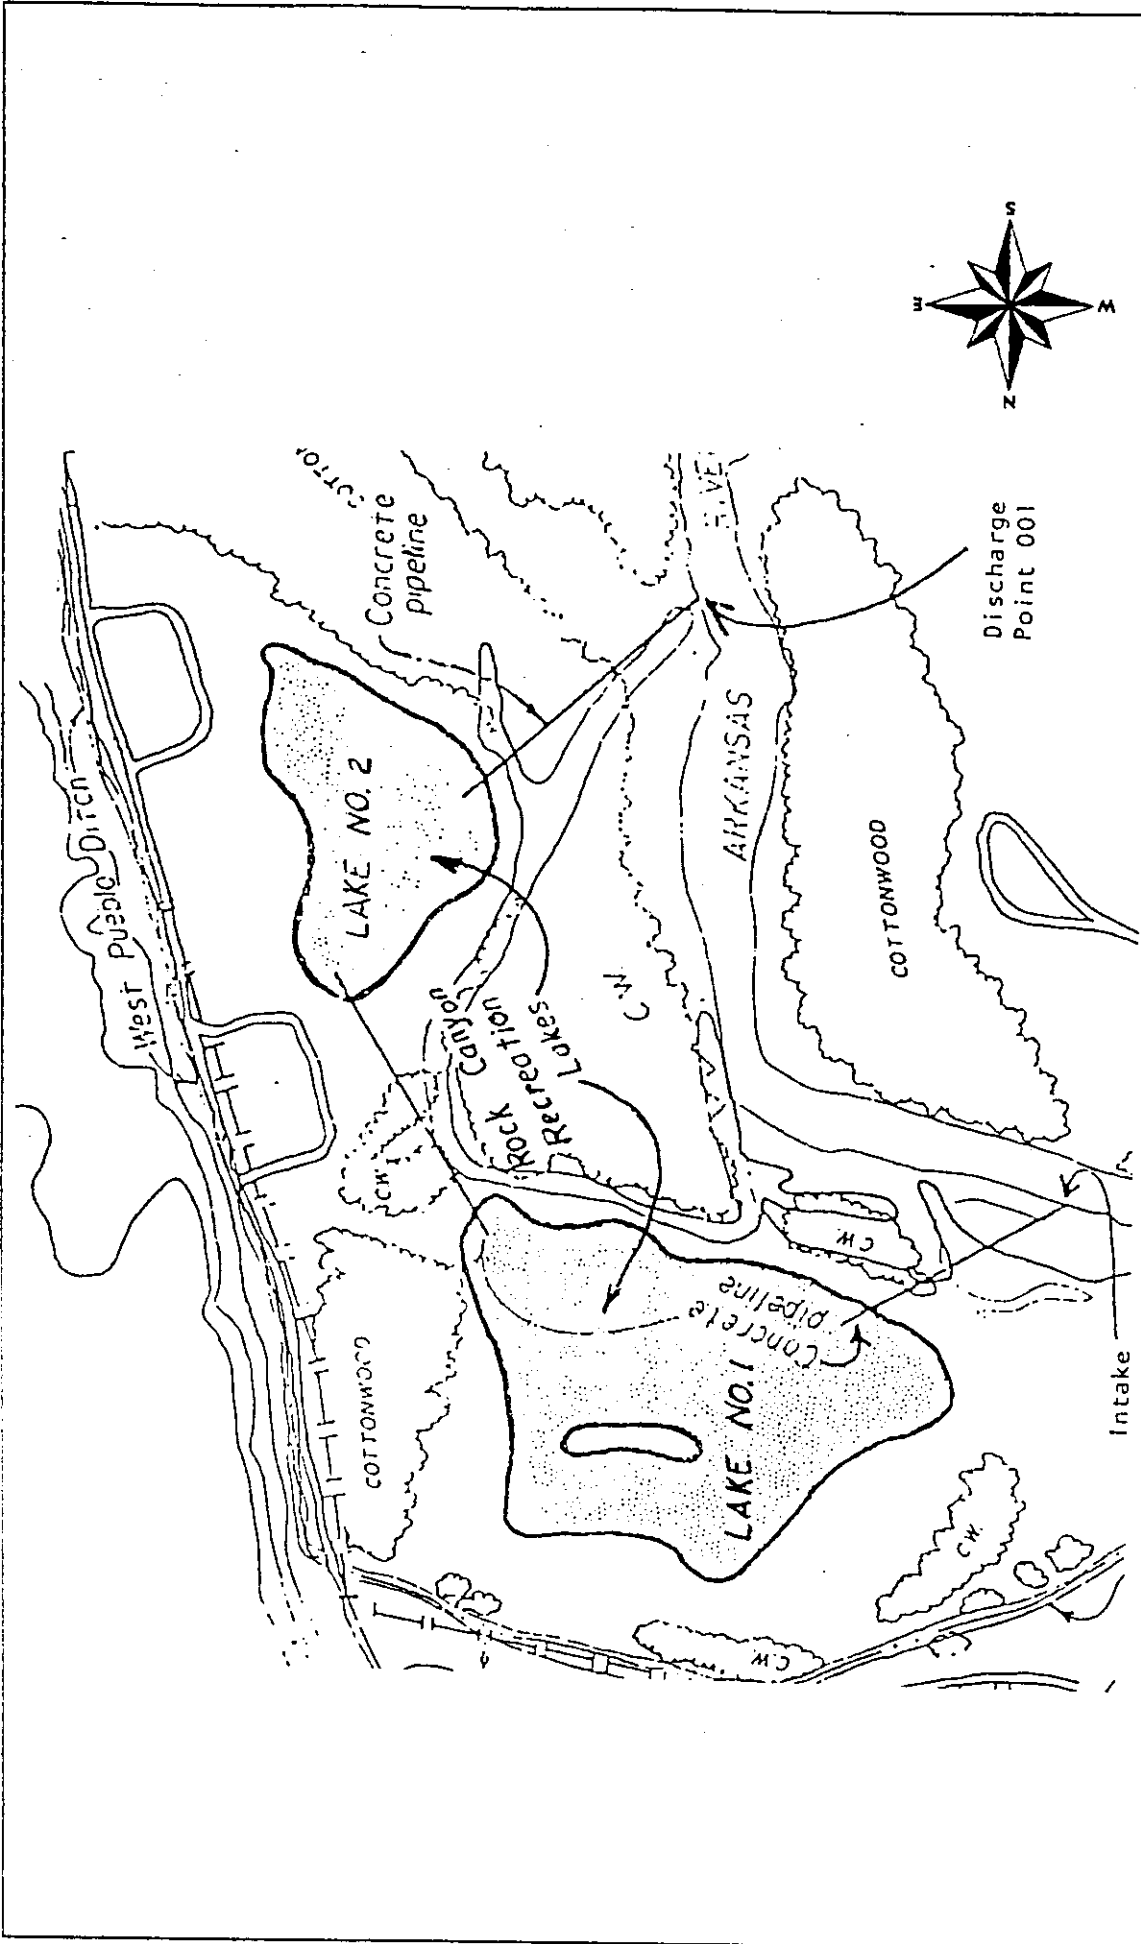 West Pueblo Ditch
Concrete
pipeline
LAKE NO. 2
Rock Canyon
Recreation
Lakes
C.W.
ARKANSAS
COTTONWOOD
Discharge
Point 001
C.W.
COTTONWOOD
C.W.
Concrete
pipeline
LAKE NO. 1
Intake
C.W.
C.W.
N
E
S
W